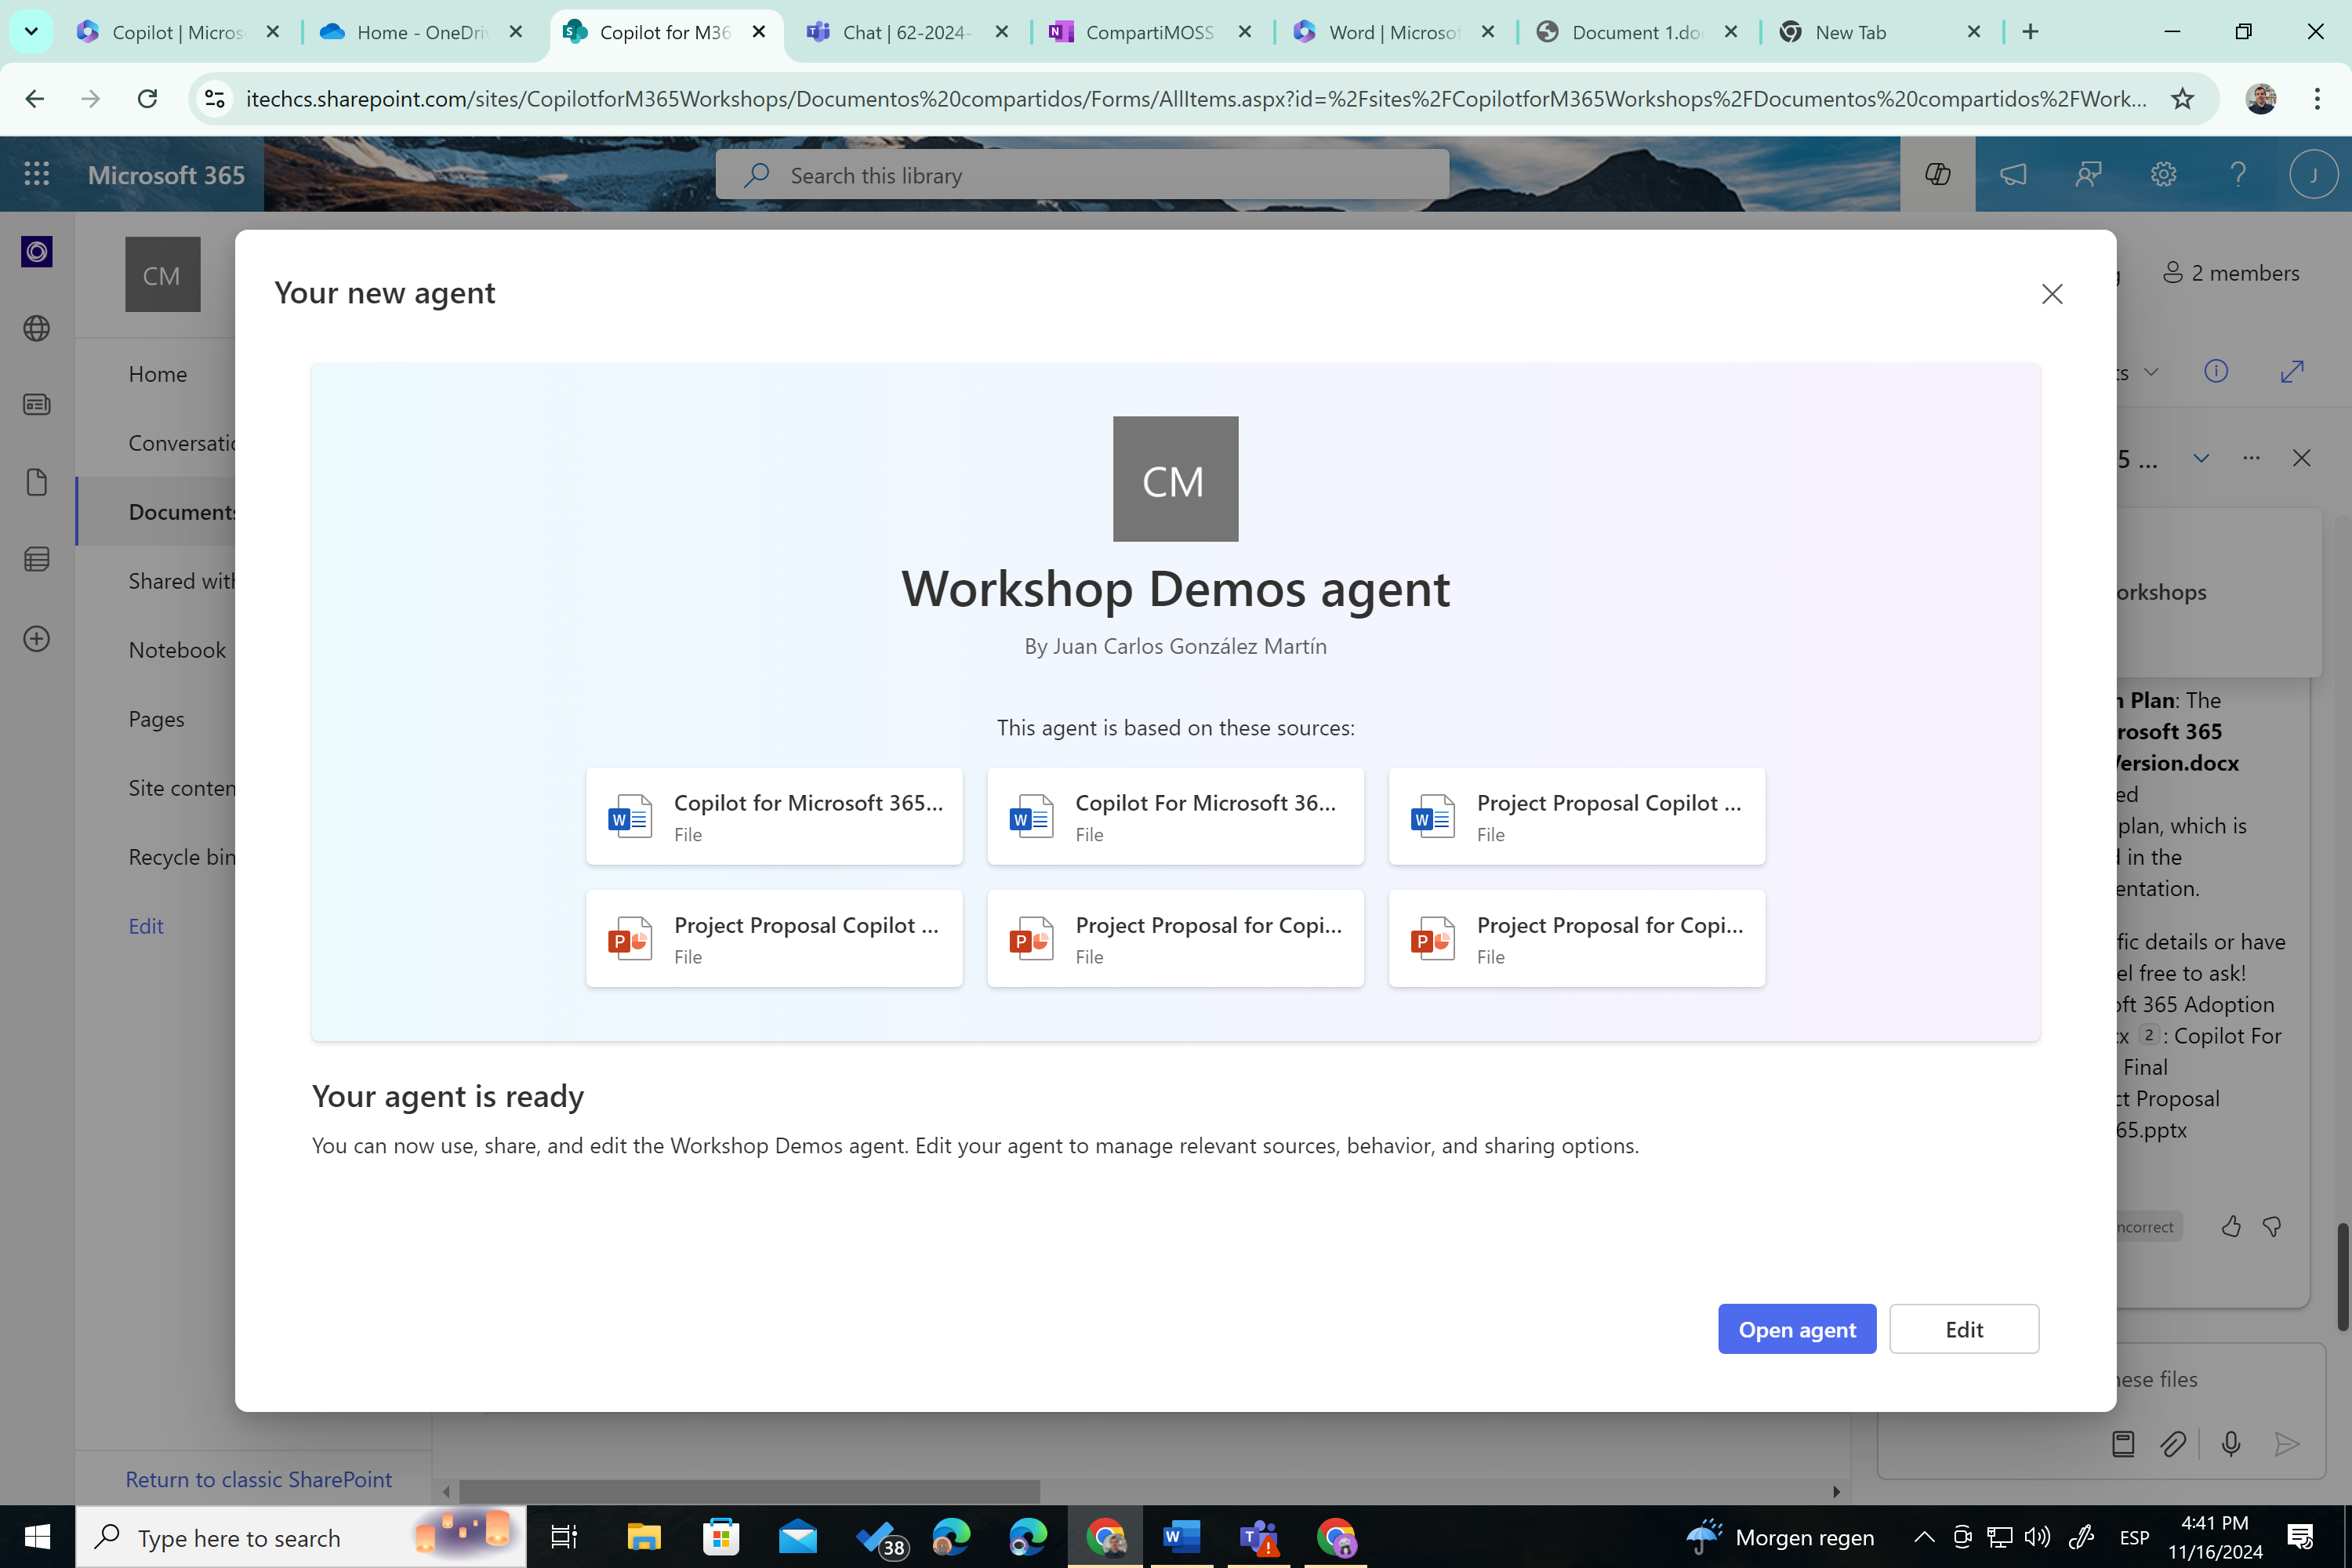 Copilot | Micros
Home - OneDriv
Copilot for M36
Chat | 62-2024-
CompartiMOSS
Word | Microsof
Document 1.doc
New Tab
itechcs.sharepoint.com/sites/CopilotforM365Workshops/Documentos%20compartidos/Forms/AllItems.aspx?id=%2Fsites%2FCopilotforM365Workshops%2FDocumentos%20compartidos%2FWork...
Microsoft 365
Search this library
J
CM
2 members
Your new agent
Home
Conversatic
Documents
Shared with
Notebook
Pages
Site conten
Recycle bin
Edit
Return to classic SharePoint
CM
Workshop Demos agent
By Juan Carlos González Martín
This agent is based on these sources:
Copilot for Microsoft 365...
File
Copilot For Microsoft 36...
File
Project Proposal Copilot ...
File
Project Proposal Copilot ...
File
Project Proposal for Copi...
File
Project Proposal for Copi...
File
Your agent is ready
You can now use, share, and edit the Workshop Demos agent. Edit your agent to manage relevant sources, behavior, and sharing options.
Open agent
Edit
ts
5 ...
orkshops
n Plan: The
rosoft 365
Version.docx
ed
plan, which is
d in the
entation.
fic details or have
el free to ask!
oft 365 Adoption
cx 2 : Copilot For
Final
ct Proposal
65.pptx
ncorrect
hese files
Type here to search
38
Morgen regen
ESP
4:41 PM
11/16/2024